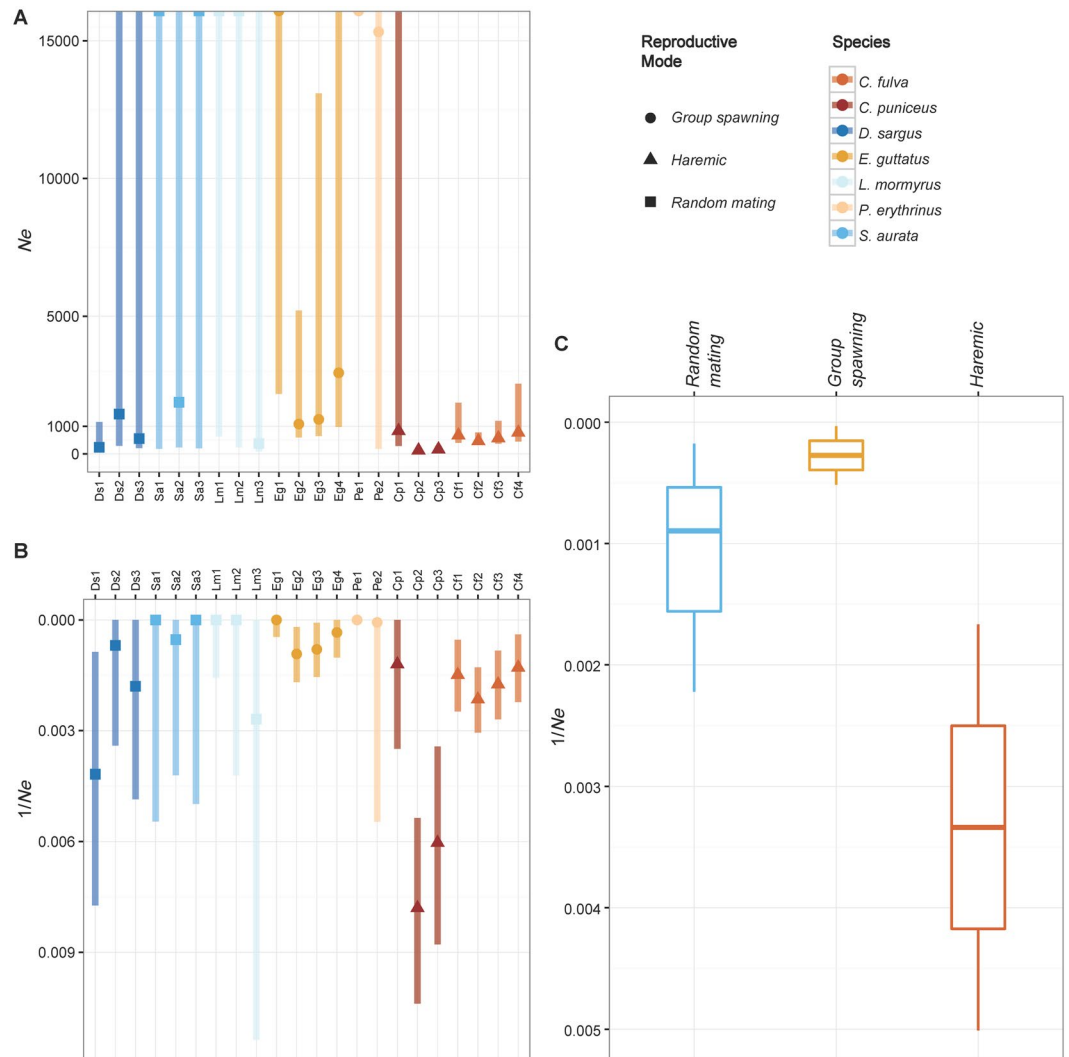 A
15000
10000
5000
1000
0
Ne
Ds1 Ds2 Ds3 Sa1 Sa2 Sa3 Lm1 Lm2 Lm3 Eg1 Eg2 Eg3 Eg4 Pe1 Pe2 Cp1 Cp2 Cp3 Cf1 Cf2 Cf3 Cf4
Reproductive
Mode
Group spawning
Haremic
Random mating
Species
C. fulva
C. puniceus
D. sargus
E. guttatus
L. mormyrus
P. erythrinus
S. aurata
B
Ds1 Ds2 Ds3 Sa1 Sa2 Sa3 Lm1 Lm2 Lm3 Eg1 Eg2 Eg3 Eg4 Pe1 Pe2 Cp1 Cp2 Cp3 Cf1 Cf2 Cf3 Cf4
0.000
0.003
0.006
0.009
1/Ne
C
Random
mating
Group
spawning
Haremic
0.000
0.001
0.002
0.003
0.004
0.005
1/Ne